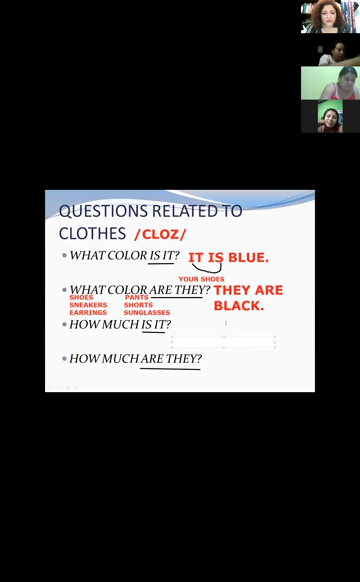 QUESTIONS RELATED TO
CLOTHES /CLOZ/
• WHAT COLOR IS IT? IT IS BLUE.
YOUR SHOES
• WHAT COLOR ARE THEY? THEY ARE
BLACK.
SHOES PANTS
SNEAKERS SHORTS
EARRINGS SUNGLASSES
• HOW MUCH IS IT?
• HOW MUCH ARE THEY?